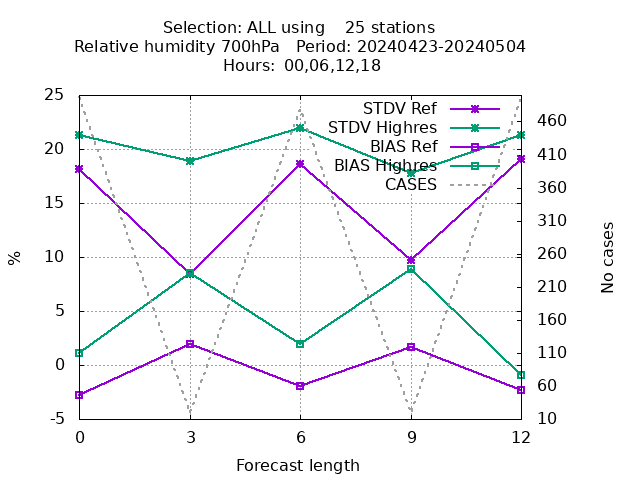 Selection: ALL using 25 stations
Relative humidity 700hPa Period: 20240423-20240504
Hours: 00,06,12,18
STDV Ref
STDV Highres
BIAS Ref
BIAS Highres
CASES
25
20
15
10
5
0
-5
%
460
410
360
310
260
210
160
110
60
10
No cases
0 3 6 9 12
Forecast length